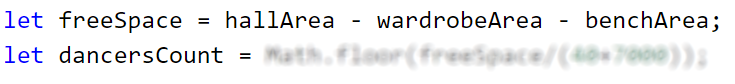 let freeSpace = hallArea - wardrobeArea - benchArea;
let dancersCount =